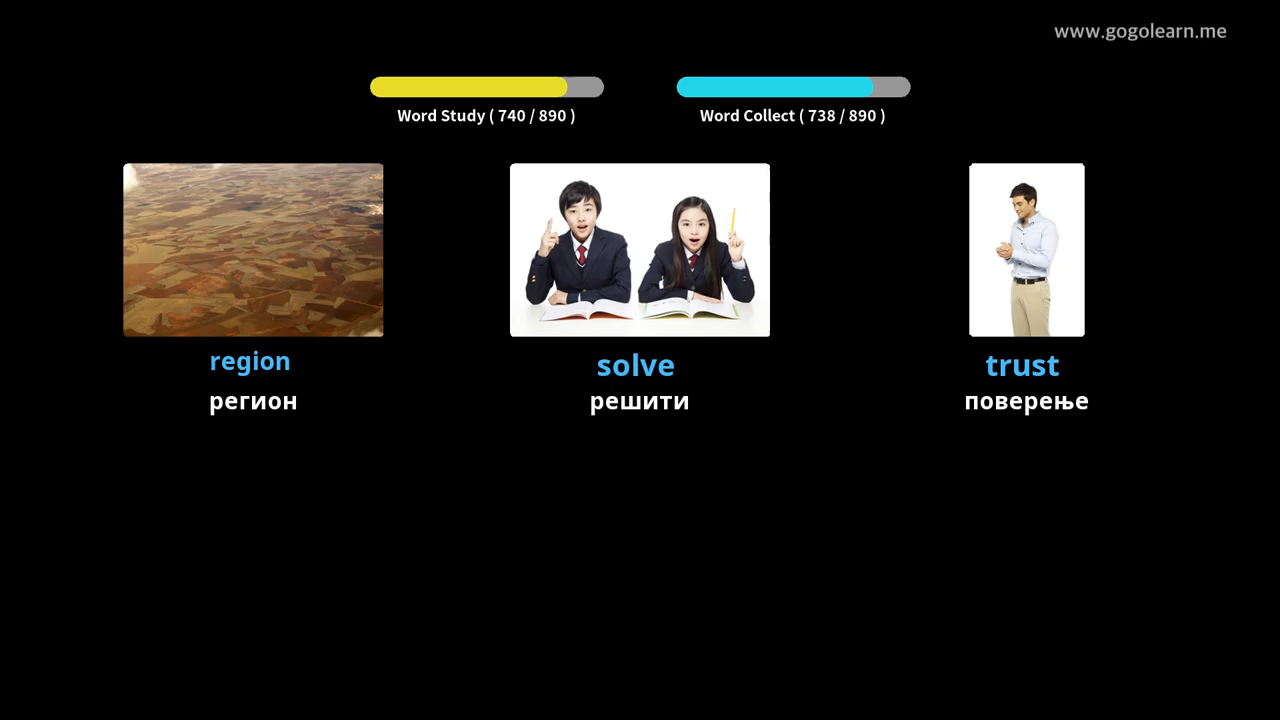 www.gogolearn.me
Word Study ( 740 / 890 )
Word Collect ( 738 / 890 )
region
solve
trust
регион
решити
поверење